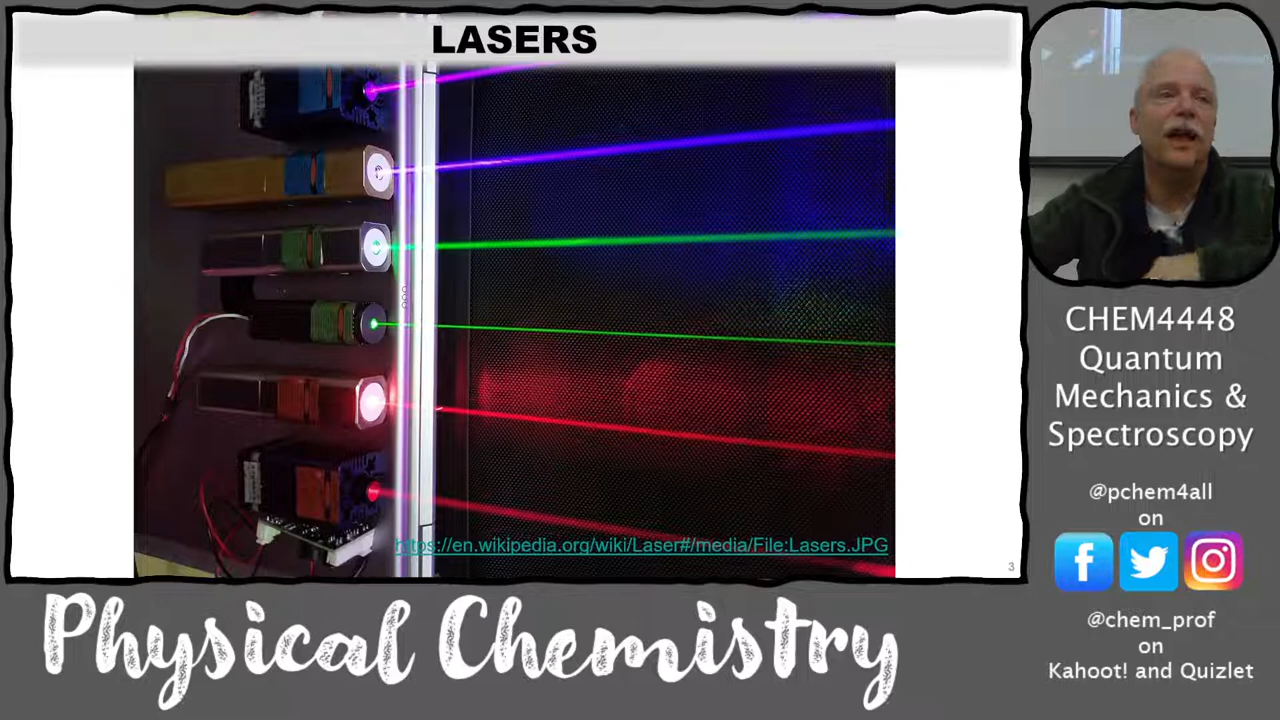 LASERS
https://en.wikipedia.org/wiki/Laser#/media/File:Lasers.JPG
3
CHEM4448
Quantum
Mechanics &
Spectroscopy
@pchem4all
on
@chem_prof
on
Kahoot! and Quizlet
Physical Chemistry